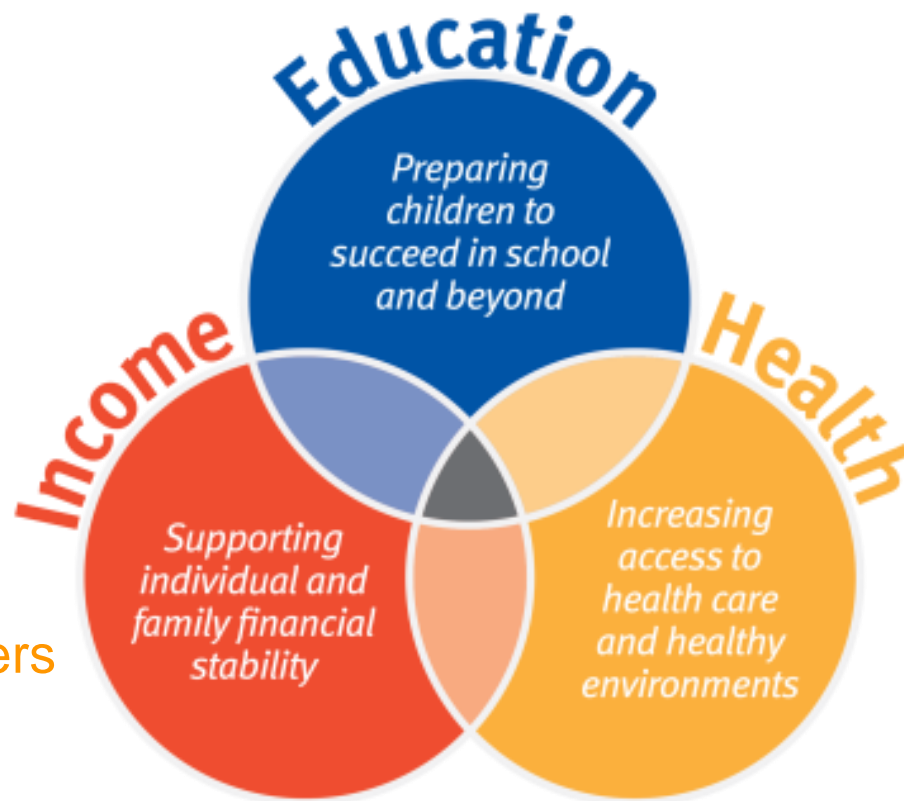 Education
Preparing
children to
succeed in school
and beyond
Income
Supporting
individual and
family financial
stability
Health
Increasing
access to
health care
and healthy
environments
ers